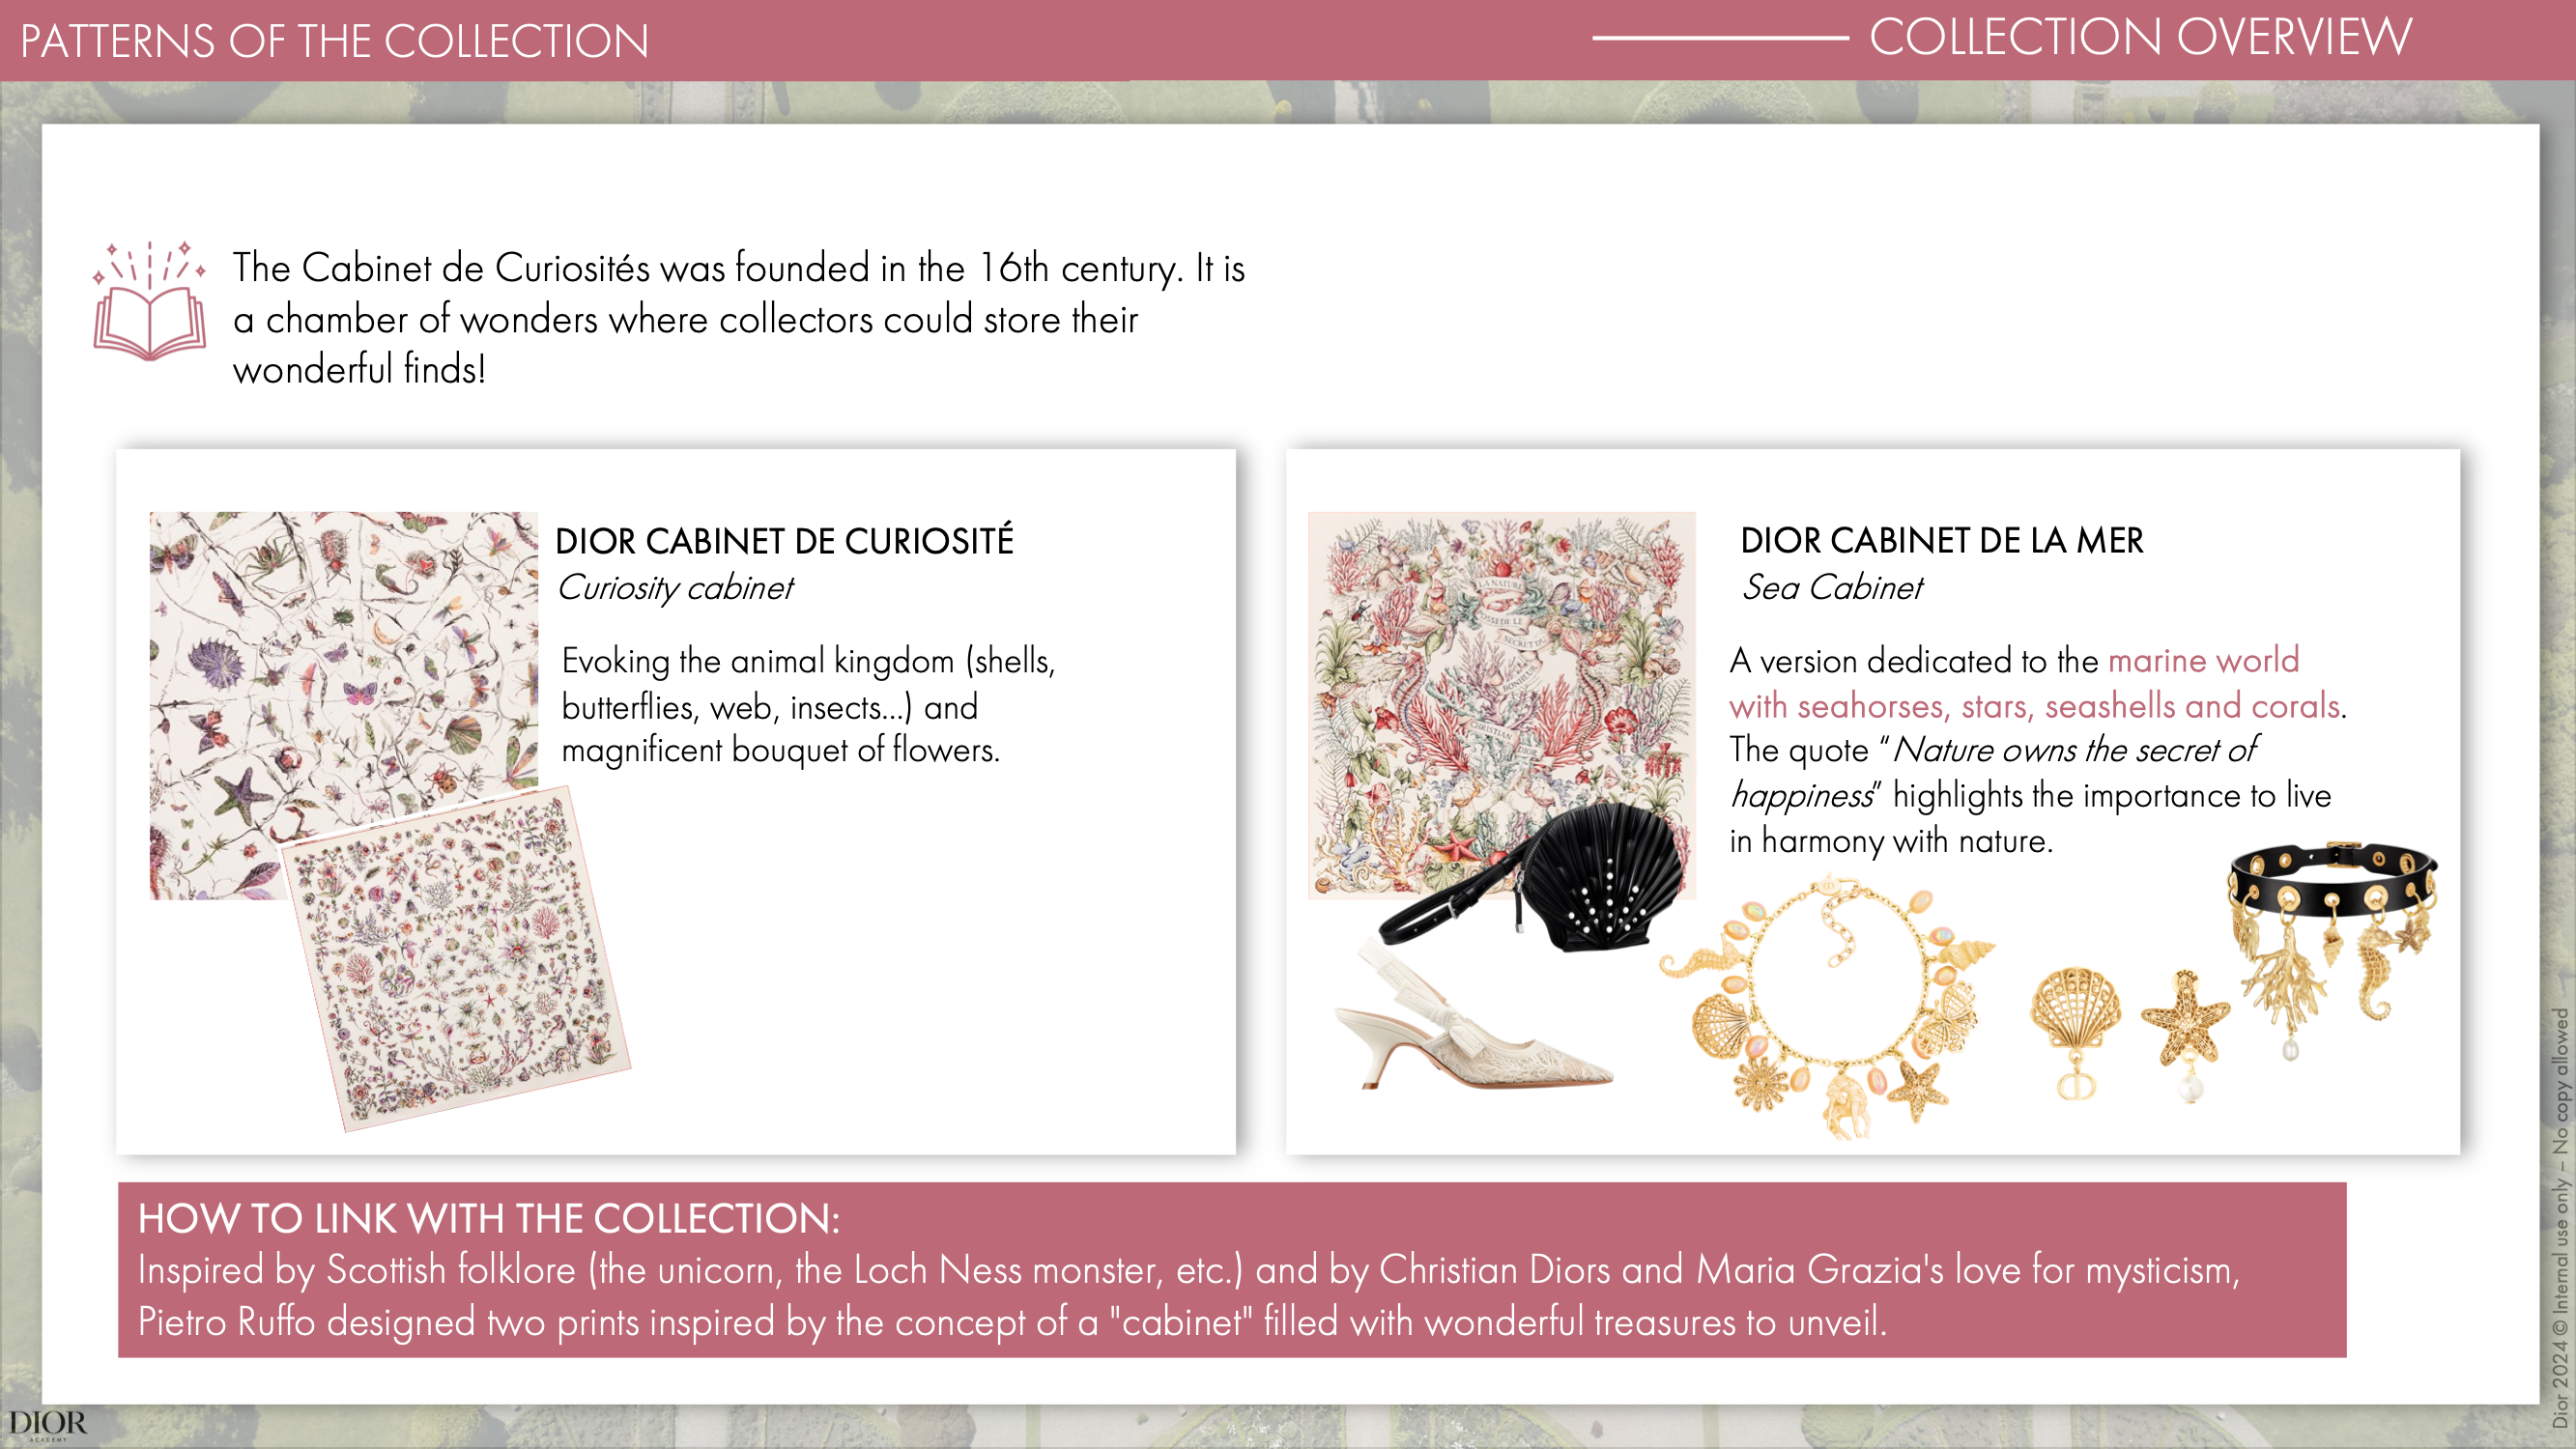 PATTERNS OF THE COLLECTION
COLLECTION OVERVIEW
The Cabinet de Curiosités was founded in the 16th century. It is
a chamber of wonders where collectors could store their
wonderful finds!
DIOR CABINET DE CURIOSITÉ
Curiosity cabinet
Evoking the animal kingdom (shells,
butterflies, web, insects...) and
magnificent bouquet of flowers.
LA NATURE
SECRET DU
BONHEUR
CHRISTIAN
DIOR CABINET DE LA MER
Sea Cabinet
A version dedicated to the marine world
with seahorses, stars, seashells and corals.
The quote “Nature owns the secret of
happiness” highlights the importance to live
in harmony with nature.
HOW TO LINK WITH THE COLLECTION:
Inspired by Scottish folklore (the unicorn, the Loch Ness monster, etc.) and by Christian Diors and Maria Grazia's love for mysticism,
Pietro Ruffo designed two prints inspired by the concept of a "cabinet" filled with wonderful treasures to unveil.
DIOR
ACADEMY
Dior 2024 © Internal use only – No copy allowed